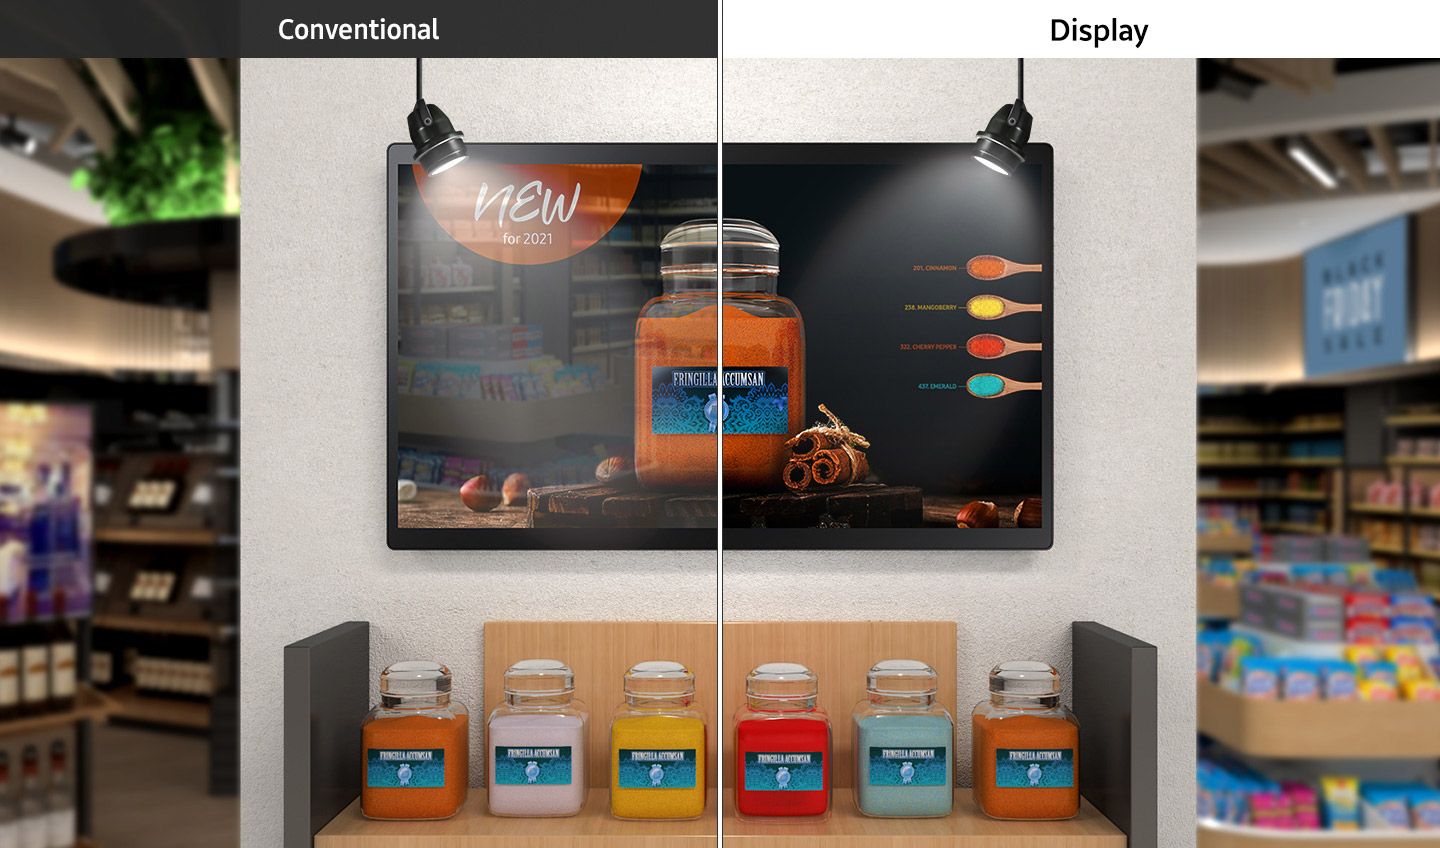 Conventional
Display
NEW
for 2021
201. CINNAMON
238. MANGOBERRY
322. CHERRY PEPPER
437. EMERALD
FRINGILLA ACCUMSAN
BLACK
FRIDAY
SALE
FRINGILLA ACCUMSAN
FRINGILLA ACCUMSAN
FRINGILLA ACCUMSAN
FRINGILLA ACCUMSAN
FRINGILLA ACCUMSAN
FRINGILLA ACCUMSAN